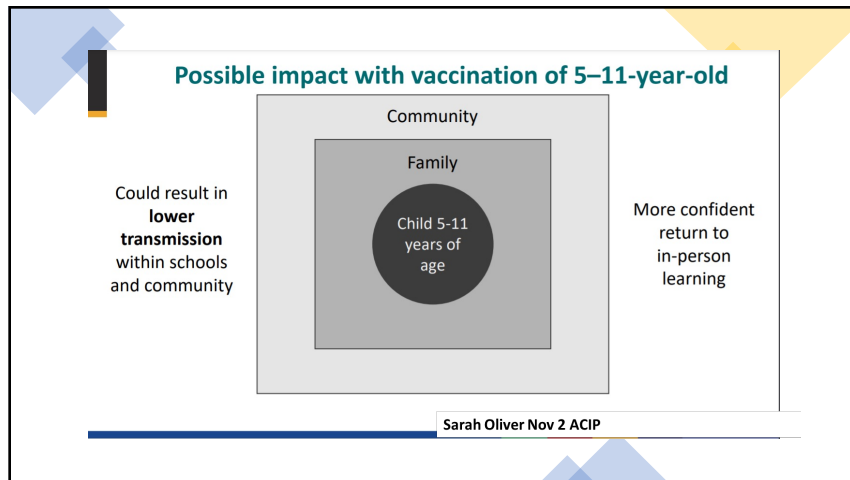 Possible impact with vaccination of 5–11-year-old
Community
Family
Child 5-11
years of
age
Could result in
lower
transmission
within schools
and community
More confident
return to
in-person
learning
Sarah Oliver Nov 2 ACIP